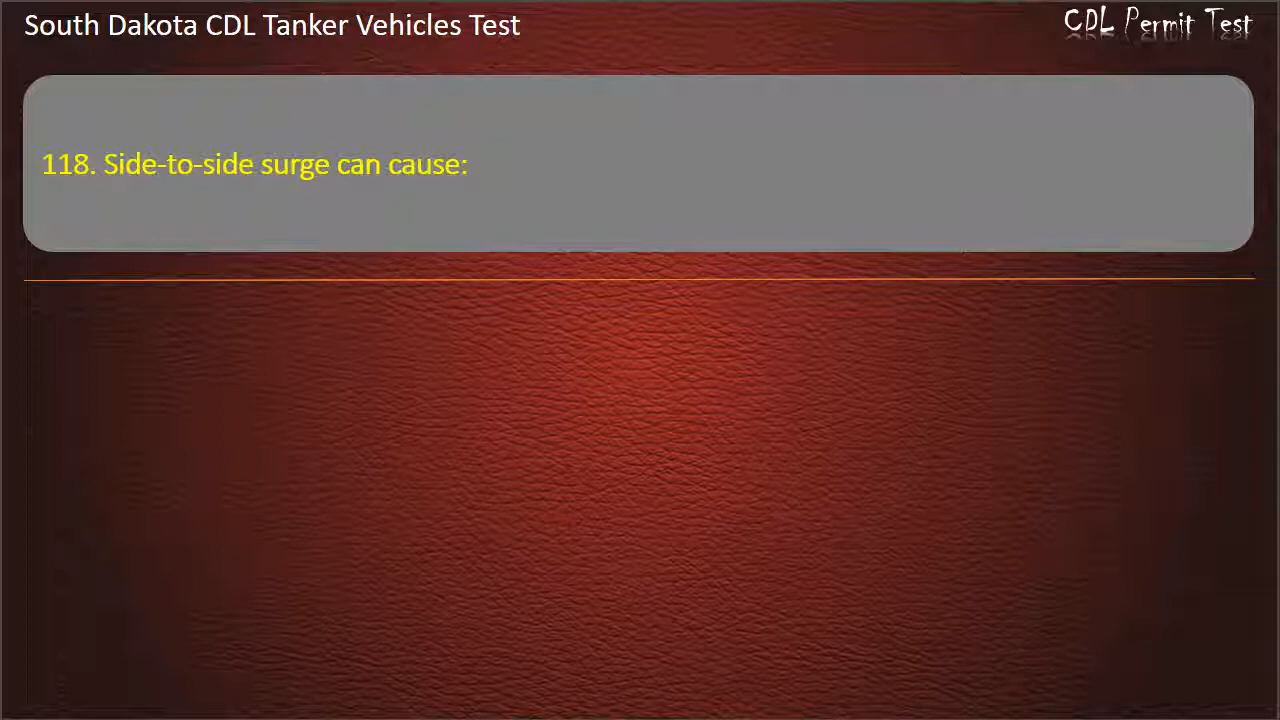 South Dakota CDL Tanker Vehicles Test
CDL Permit Test
118. Side-to-side surge can cause: